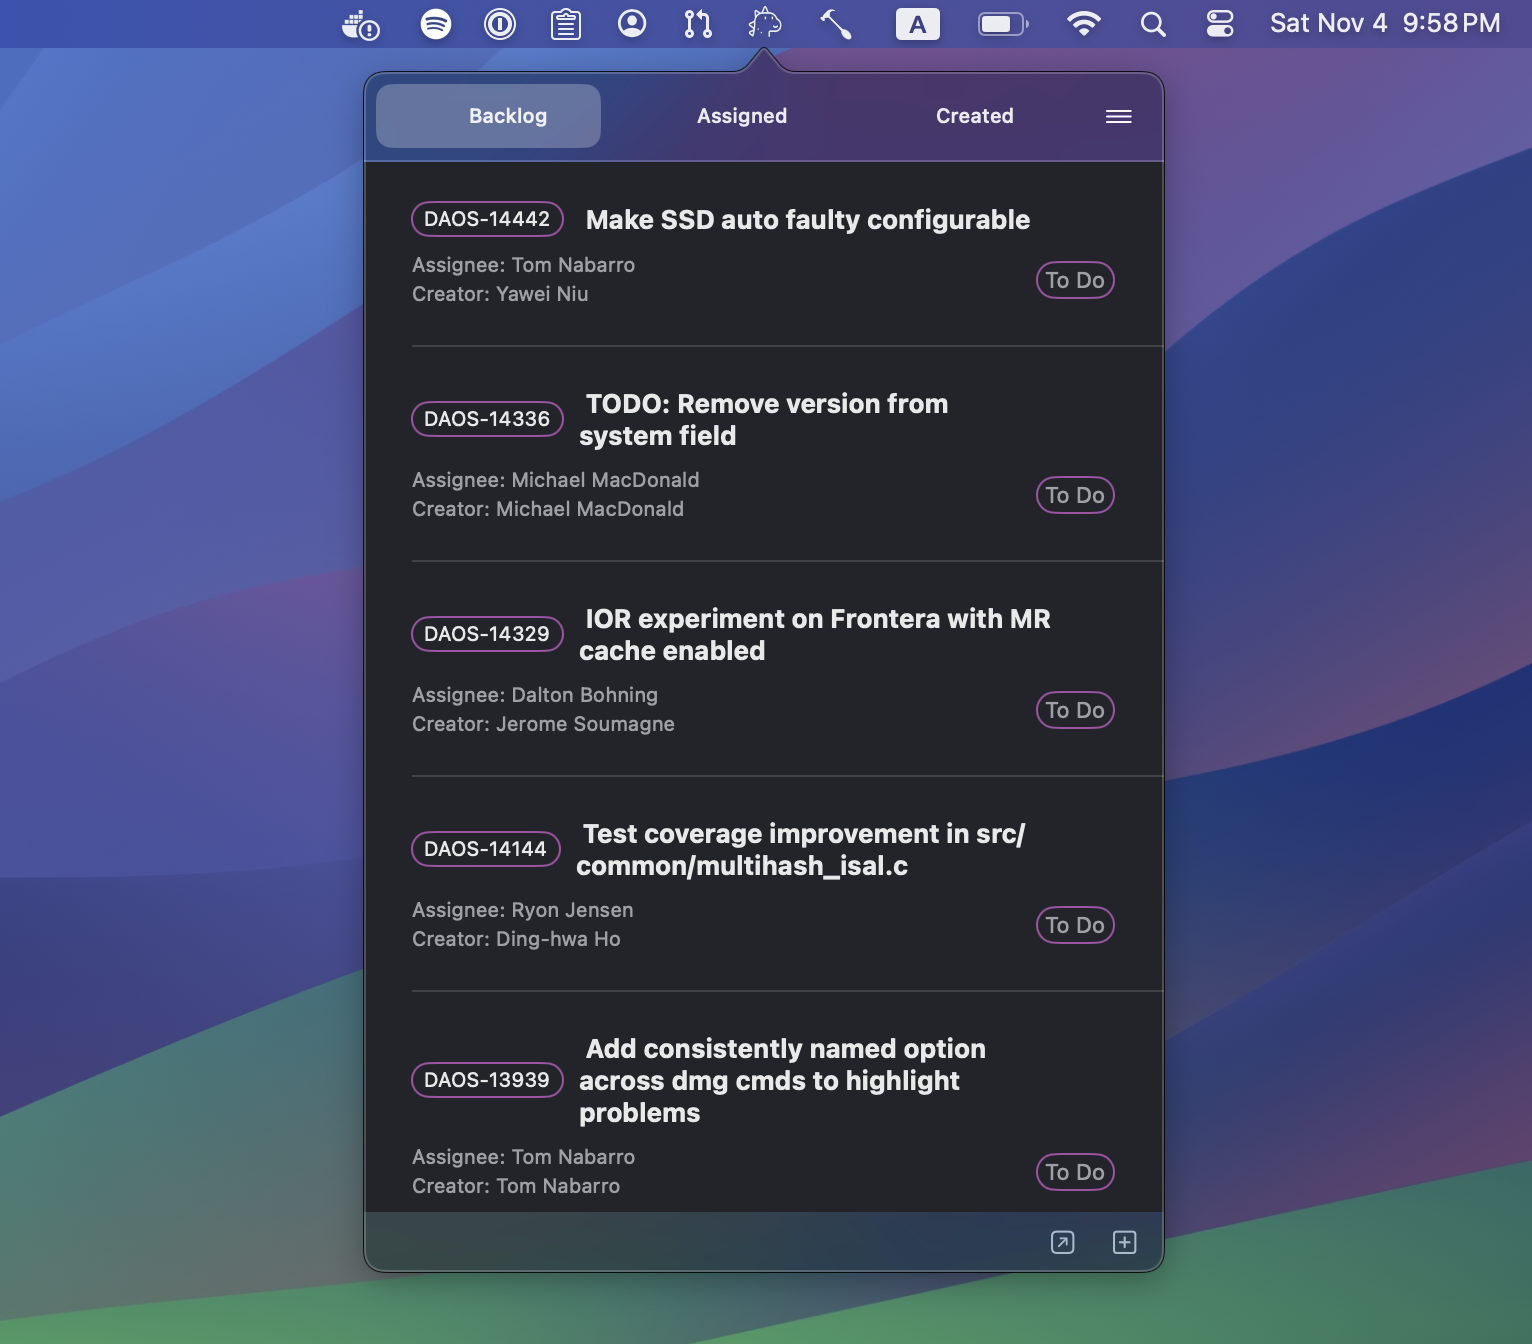 A
Sat Nov 4 9:58 PM
Backlog Assigned Created
DAOS-14442 Make SSD auto faulty configurable
Assignee: Tom Nabarro
Creator: Yawei Niu
To Do
DAOS-14336 TODO: Remove version from
system field
Assignee: Michael MacDonald
Creator: Michael MacDonald
To Do
DAOS-14329 IOR experiment on Frontera with MR
cache enabled
Assignee: Dalton Bohning
Creator: Jerome Soumagne
To Do
DAOS-14144 Test coverage improvement in src/
common/multihash_isal.c
Assignee: Ryon Jensen
Creator: Ding-hwa Ho
To Do
DAOS-13939 Add consistently named option
across dmg cmds to highlight
problems
Assignee: Tom Nabarro
Creator: Tom Nabarro
To Do